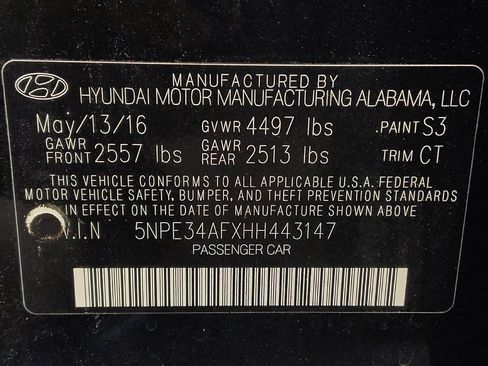 MANUFACTURED BY
HYUNDAI MOTOR MANUFACTURING ALABAMA, LLC
May/13/16 GVWR 4497 lbs .PAINT S3
GAWR FRONT 2557 lbs GAWR REAR 2513 lbs TRIM CT
THIS VEHICLE CONFORMS TO ALL APPLICABLE U.S.A. FEDERAL
MOTOR VEHICLE SAFETY, BUMPER, AND THEFT PREVENTION STANDARDS
IN EFFECT ON THE DATE OF MANUFACTURE SHOWN ABOVE
V.I.N 5NPE34AFXHH443147
PASSENGER CAR